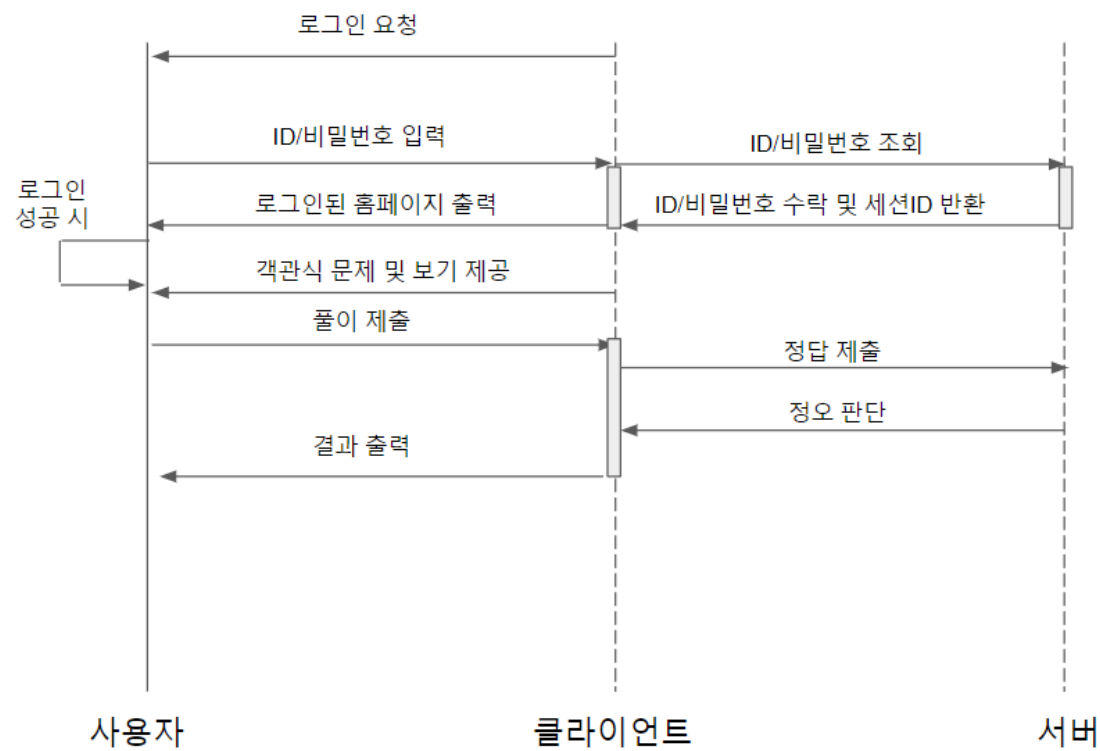 로그인 요청
ID/비밀번호 입력
ID/비밀번호 조회
로그인
성공 시
로그인된 홈페이지 출력
ID/비밀번호 수락 및 세션ID 반환
객관식 문제 및 보기 제공
풀이 제출
정답 제출
정오 판단
결과 출력
사용자
클라이언트
서버